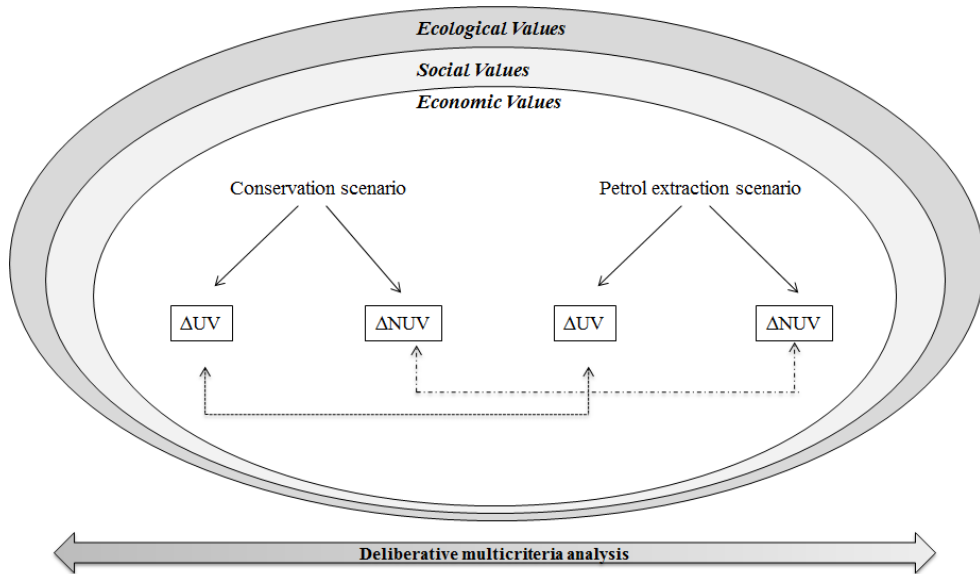 Ecological Values
Social Values
Economic Values
Conservation scenario
Petrol extraction scenario
ΔUV
ΔNUV
ΔUV
ΔNUV
Deliberative multicriteria analysis